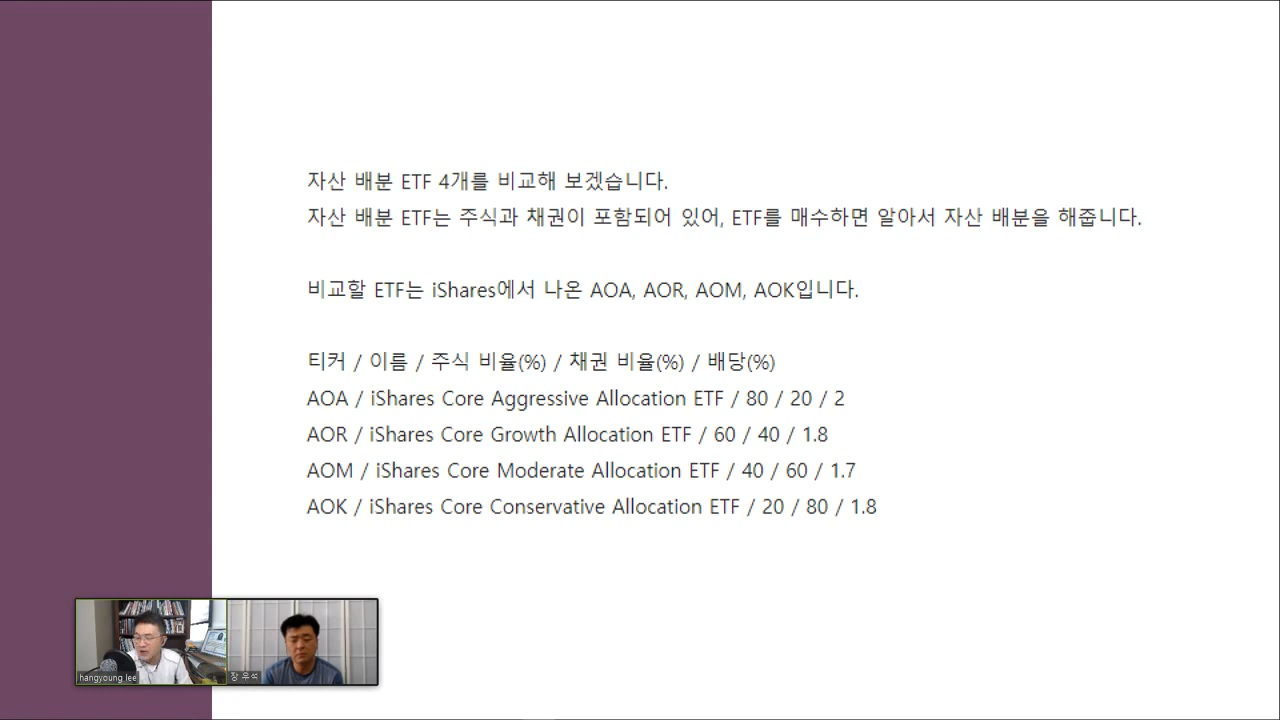 자산 배분 ETF 4개를 비교해 보겠습니다.
자산 배분 ETF는 주식과 채권이 포함되어 있어, ETF를 매수하면 알아서 자산 배분을 해줍니다.
비교할 ETF는 iShares에서 나온 AOA, AOR, AOM, AOK입니다.
티커 / 이름 / 주식 비율(%) / 채권 비율(%) / 배당(%)
AOA / iShares Core Aggressive Allocation ETF / 80 / 20 / 2
AOR / iShares Core Growth Allocation ETF / 60 / 40 / 1.8
AOM / iShares Core Moderate Allocation ETF / 40 / 60 / 1.7
AOK / iShares Core Conservative Allocation ETF / 20 / 80 / 1.8
hangyoung lee
장 우석